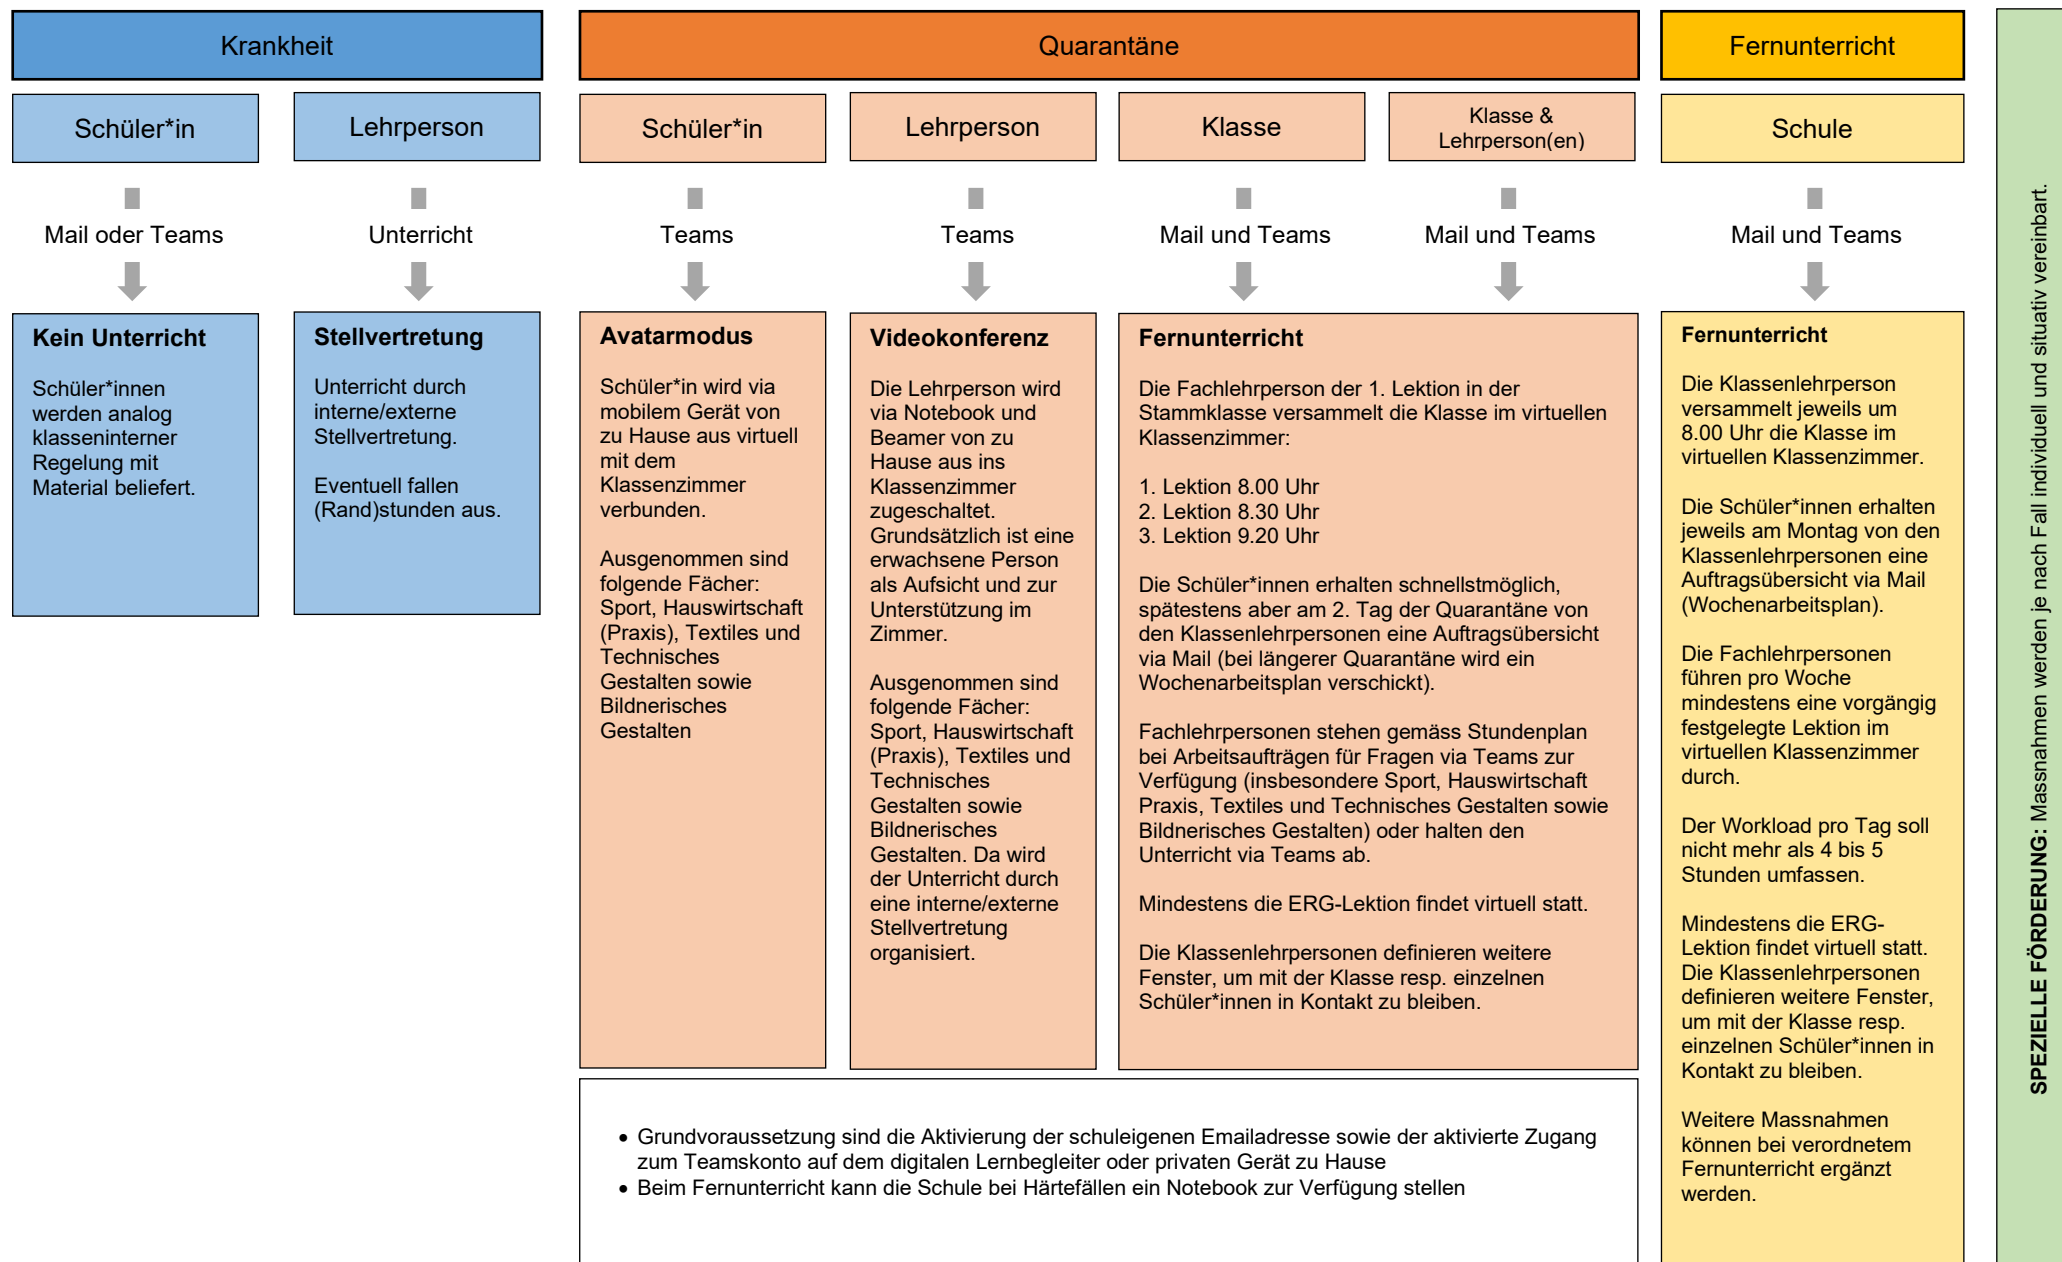 Krankheit
Quarantäne
Fernunterricht
Schüler*in
Lehrperson
Schüler*in
Lehrperson
Klasse
Klasse &
Lehrperson(en)
Schule
Mail oder Teams
Unterricht
Teams
Teams
Mail und Teams
Mail und Teams
Mail und Teams
Kein Unterricht
Schüler*innen
werden analog
klasseninterner
Regelung mit
Material beliefert.
Stellvertretung
Unterricht durch
interne/externe
Stellvertretung.
Eventuell fallen
(Rand)stunden aus.
Avatarmodus
Schüler*in wird via
mobilem Gerät von
zu Hause aus virtuell
mit dem
Klassenzimmer
verbunden.
Ausgenommen sind
folgende Fächer:
Sport, Hauswirtschaft
(Praxis), Textiles und
Technisches
Gestalten sowie
Bildnerisches
Gestalten
Videokonferenz
Die Lehrperson wird
via Notebook und
Beamer von zu
Hause aus ins
Klassenzimmer
zugeschaltet.
Grundsätzlich ist eine
erwachsene Person
als Aufsicht und zur
Unterstützung im
Zimmer.
Ausgenommen sind
folgende Fächer:
Sport, Hauswirtschaft
(Praxis), Textiles und
Technisches
Gestalten sowie
Bildnerisches
Gestalten. Da wird
der Unterricht durch
eine interne/externe
Stellvertretung
organisiert.
Fernunterricht
Die Fachlehrperson der 1. Lektion in der
Stammklasse versammelt die Klasse im virtuellen
Klassenzimmer:
1. Lektion 8.00 Uhr
2. Lektion 8.30 Uhr
3. Lektion 9.20 Uhr
Die Schüler*innen erhalten schnellstmöglich,
spätestens aber am 2. Tag der Quarantäne von
den Klassenlehrpersonen eine Auftragsübersicht
via Mail (bei längerer Quarantäne wird ein
Wochenarbeitsplan verschickt).
Fachlehrpersonen stehen gemäss Stundenplan
bei Arbeitsaufträgen für Fragen via Teams zur
Verfügung (insbesondere Sport, Hauswirtschaft
Praxis, Textiles und Technisches Gestalten sowie
Bildnerisches Gestalten) oder halten den
Unterricht via Teams ab.
Mindestens die ERG-Lektion findet virtuell statt.
Die Klassenlehrpersonen definieren weitere
Fenster, um mit der Klasse resp. einzelnen
Schüler*innen in Kontakt zu bleiben.
Fernunterricht
Die Klassenlehrperson
versammelt jeweils um
8.00 Uhr die Klasse im
virtuellen Klassenzimmer.
Die Schüler*innen erhalten
jeweils am Montag von den
Klassenlehrpersonen eine
Auftragsübersicht via Mail
(Wochenarbeitsplan).
Die Fachlehrpersonen
führen pro Woche
mindestens eine vorgängig
festgelegte Lektion im
virtuellen Klassenzimmer
durch.
Der Workload pro Tag soll
nicht mehr als 4 bis 5
Stunden umfassen.
Mindestens die ERG-
Lektion findet virtuell statt.
Die Klassenlehrpersonen
definieren weitere Fenster,
um mit der Klasse resp.
einzelnen Schüler*innen in
Kontakt zu bleiben.
Weitere Massnahmen
können bei verordnetem
Fernunterricht ergänzt
werden.
• Grundvoraussetzung sind die Aktivierung der schuleigenen Emailadresse sowie der aktivierte Zugang
zum Teamskonto auf dem digitalen Lernbegleiter oder privaten Gerät zu Hause
• Beim Fernunterricht kann die Schule bei Härtefällen ein Notebook zur Verfügung stellen
SPEZIELLE FÖRDERUNG: Massnahmen werden je nach Fall individuell und situativ vereinbart.